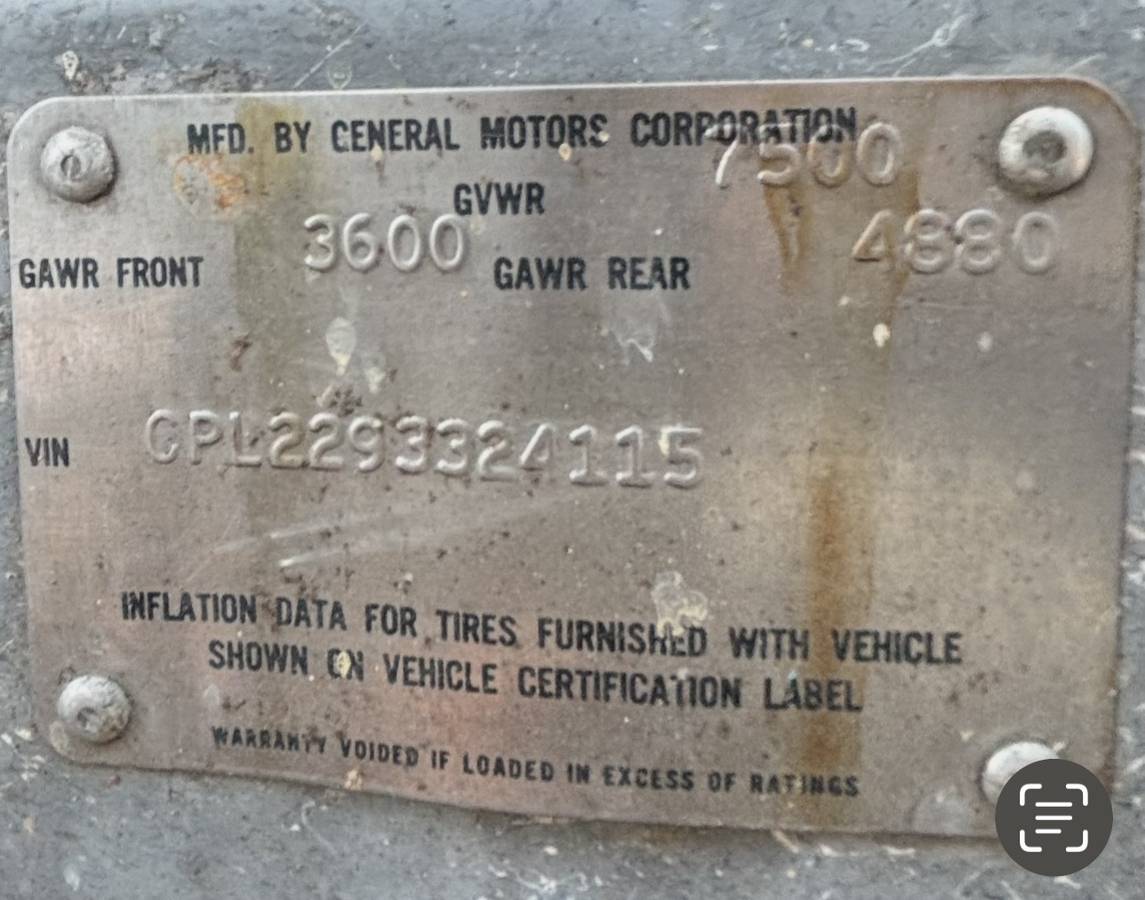 MFD. BY GENERAL MOTORS CORPORATION
GVWR 7500
GAWR FRONT 3600 GAWR REAR 4880
VIN CPL2293324115
INFLATION DATA FOR TIRES FURNISHED WITH VEHICLE
SHOWN ON VEHICLE CERTIFICATION LABEL
WARRANTY VOIDED IF LOADED IN EXCESS OF RATINGS